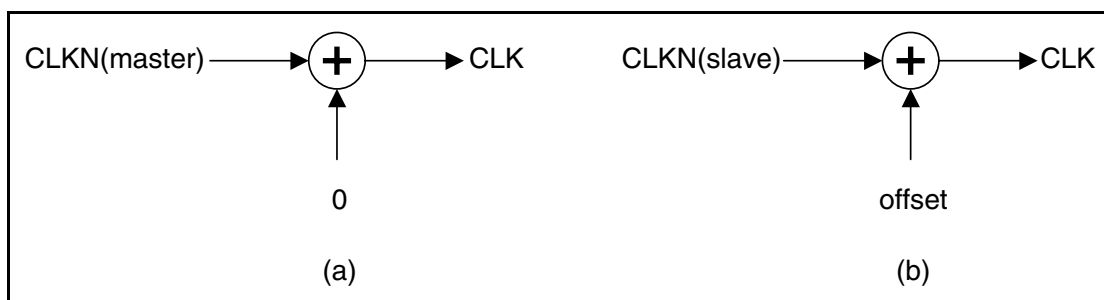 CLKN(master) + CLK
0
(a)
CLKN(slave) + CLK
offset
(b)